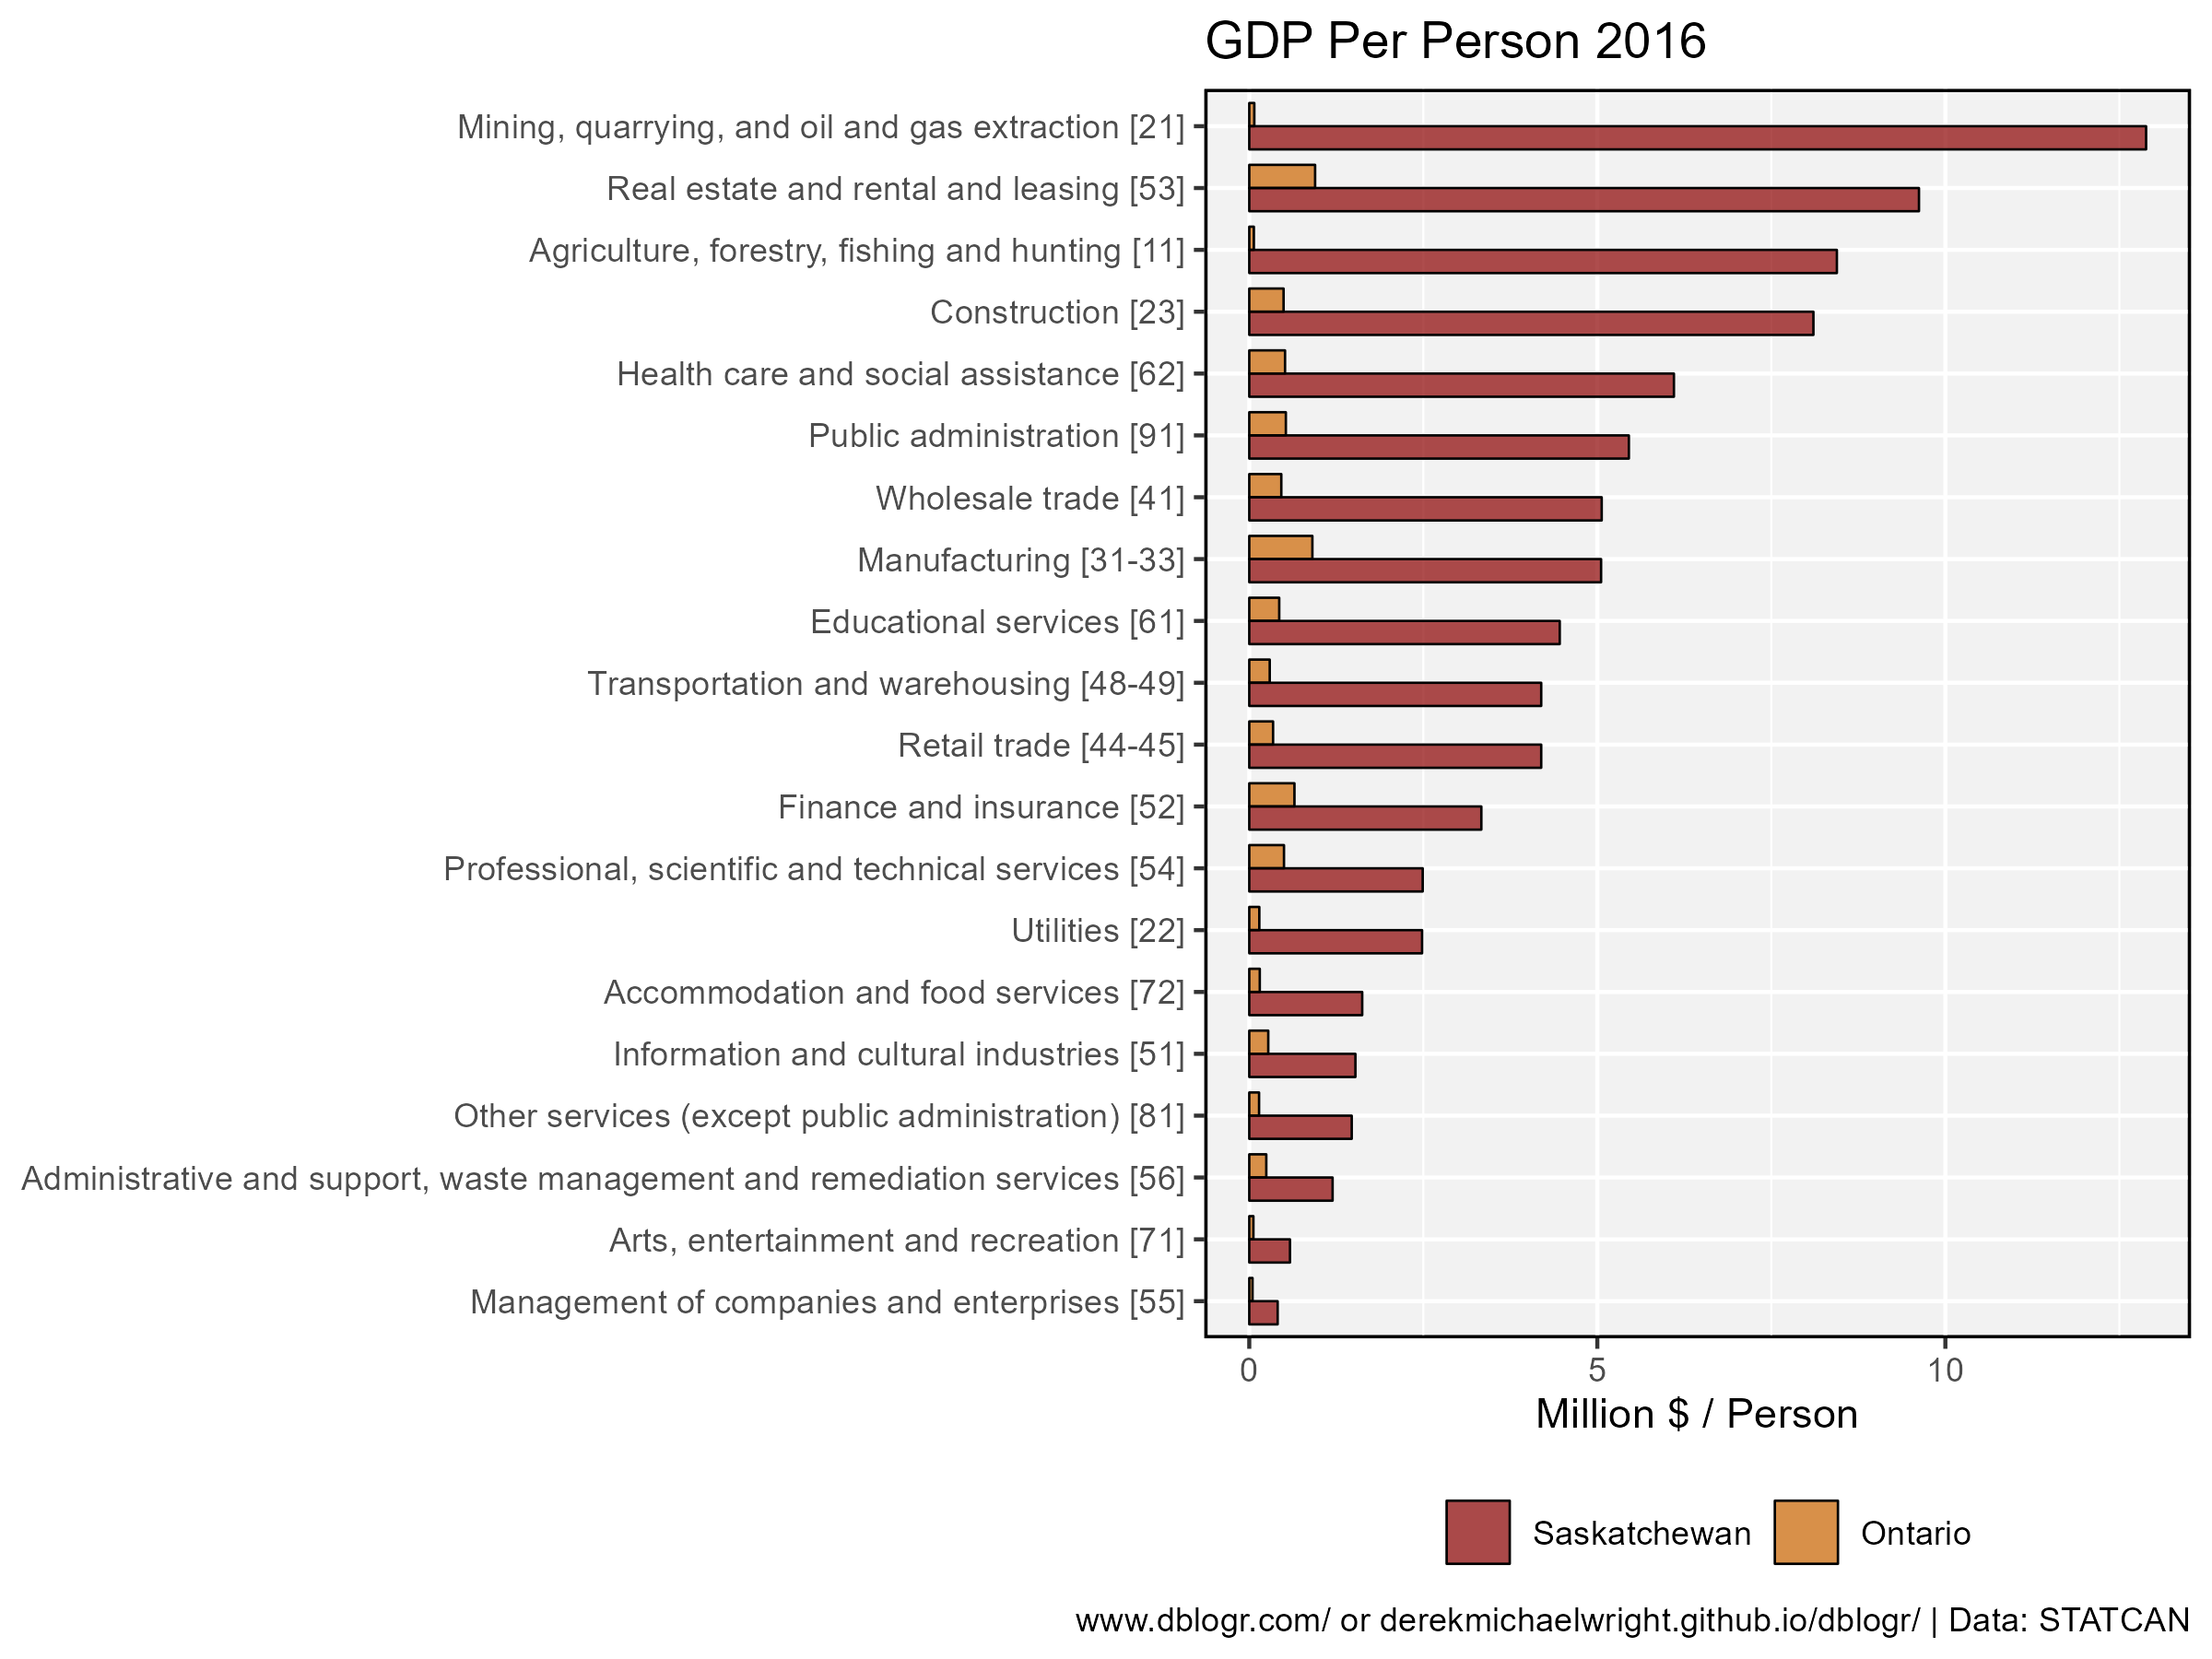 GDP Per Person 2016
Mining, quarrying, and oil and gas extraction [21]
Real estate and rental and leasing [53]
Agriculture, forestry, fishing and hunting [11]
Construction [23]
Health care and social assistance [62]
Public administration [91]
Wholesale trade [41]
Manufacturing [31-33]
Educational services [61]
Transportation and warehousing [48-49]
Retail trade [44-45]
Finance and insurance [52]
Professional, scientific and technical services [54]
Utilities [22]
Accommodation and food services [72]
Information and cultural industries [51]
Other services (except public administration) [81]
Administrative and support, waste management and remediation services [56]
Arts, entertainment and recreation [71]
Management of companies and enterprises [55]
0 5 10
Million $ / Person
Saskatchewan Ontario
www.dblogr.com/ or derekmichaelwright.github.io/dblogr/ | Data: STATCAN